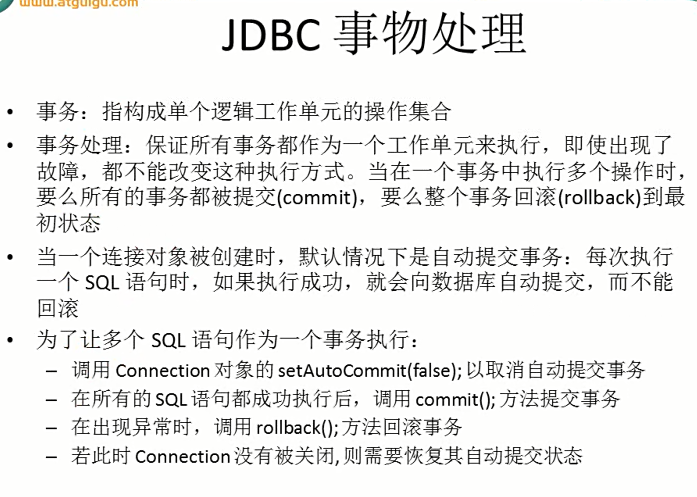 www.atguigu.com
JDBC 事物处理
• 事务：指构成单个逻辑工作单元的操作集合
• 事务处理：保证所有事务都作为一个工作单元来执行，即使出现了
故障，都不能改变这种执行方式。当在一个事务中执行多个操作时，
要么所有的事务都被提交(commit)，要么整个事务回滚(rollback)到最
初状态
• 当一个连接对象被创建时，默认情况下是自动提交事务：每次执行
一个 SQL 语句时，如果执行成功，就会向数据库自动提交，而不能
回滚
• 为了让多个 SQL 语句作为一个事务执行：
– 调用 Connection 对象的 setAutoCommit(false); 以取消自动提交事务
– 在所有的 SQL 语句都成功执行后，调用 commit(); 方法提交事务
– 在出现异常时，调用 rollback(); 方法回滚事务
– 若此时 Connection 没有被关闭, 则需要恢复其自动提交状态